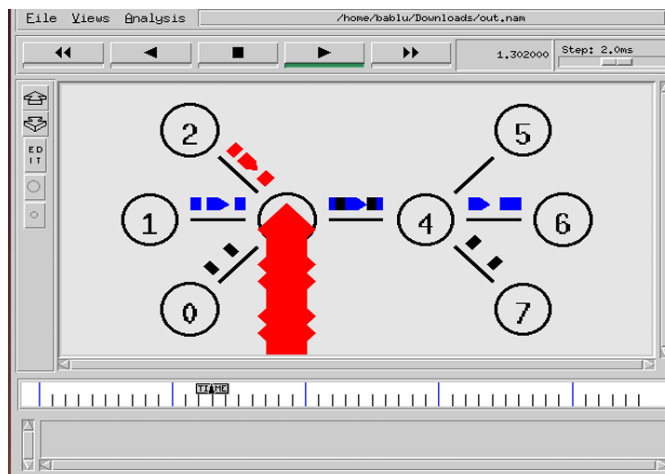 File Views Analysis /home/bablu/Downloads/out.nam
1.302000 Step: 2.0ms
ED
IT
2 5
1 4 6
0 7
TIME